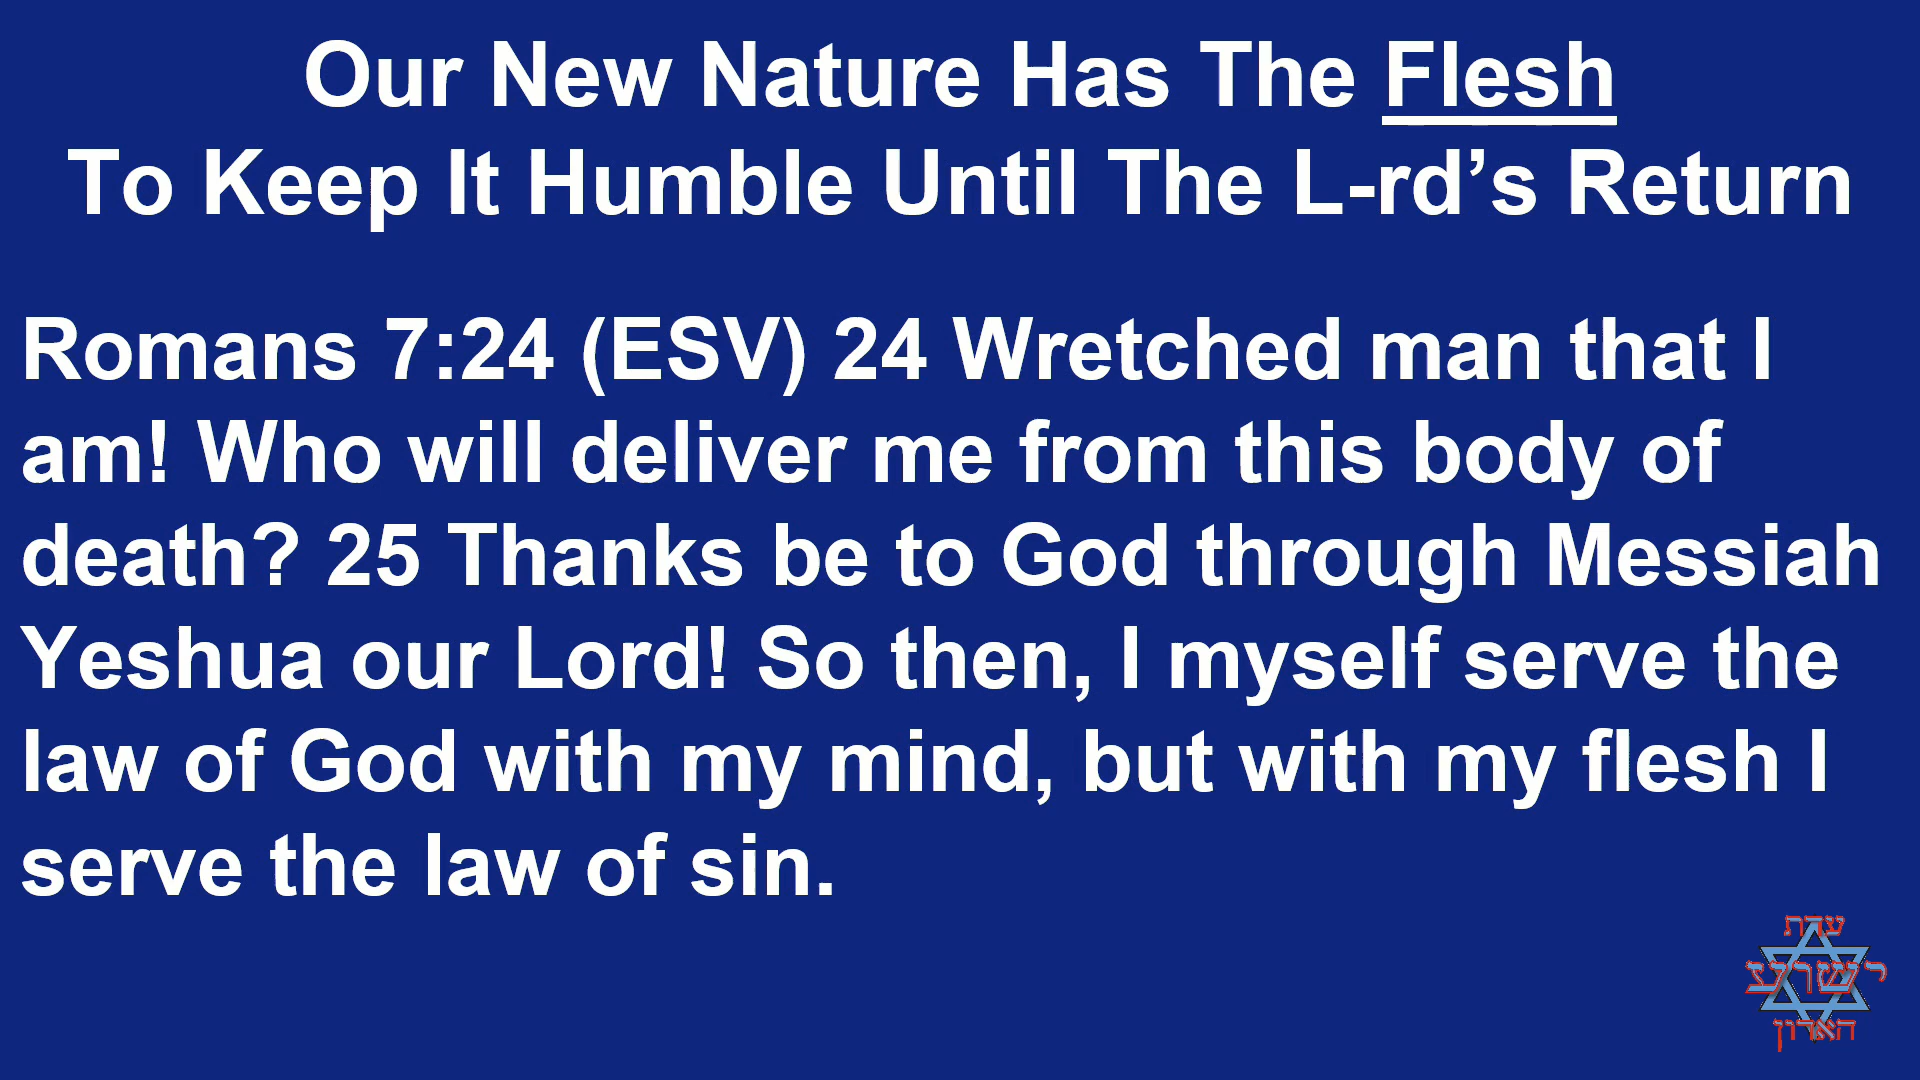 Our New Nature Has The Flesh
To Keep It Humble Until The L-rd’s Return
Romans 7:24 (ESV) 24 Wretched man that I
am! Who will deliver me from this body of
death? 25 Thanks be to God through Messiah
Yeshua our Lord! So then, I myself serve the
law of God with my mind, but with my flesh I
serve the law of sin.
עדת
ישוע
האדון